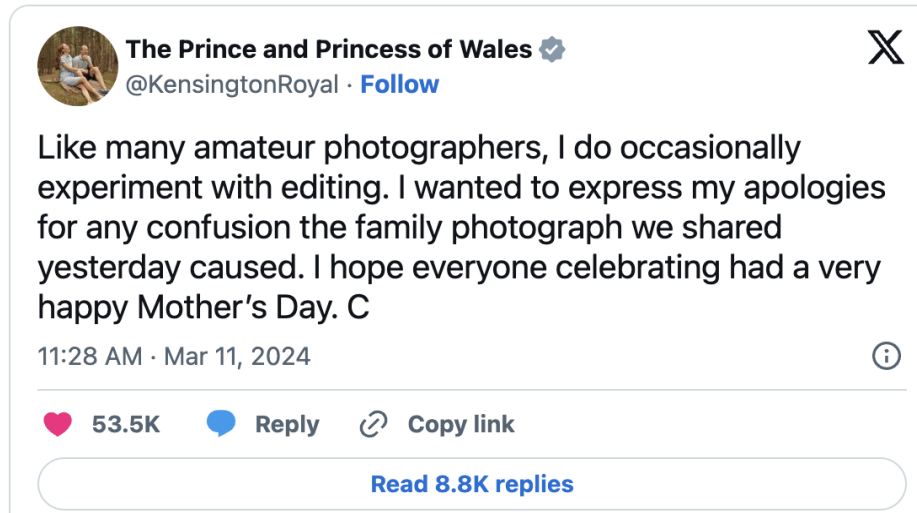 The Prince and Princess of Wales
@KensingtonRoyal · Follow
Like many amateur photographers, I do occasionally
experiment with editing. I wanted to express my apologies
for any confusion the family photograph we shared
yesterday caused. I hope everyone celebrating had a very
happy Mother’s Day. C
11:28 AM · Mar 11, 2024
53.5K Reply Copy link
Read 8.8K replies